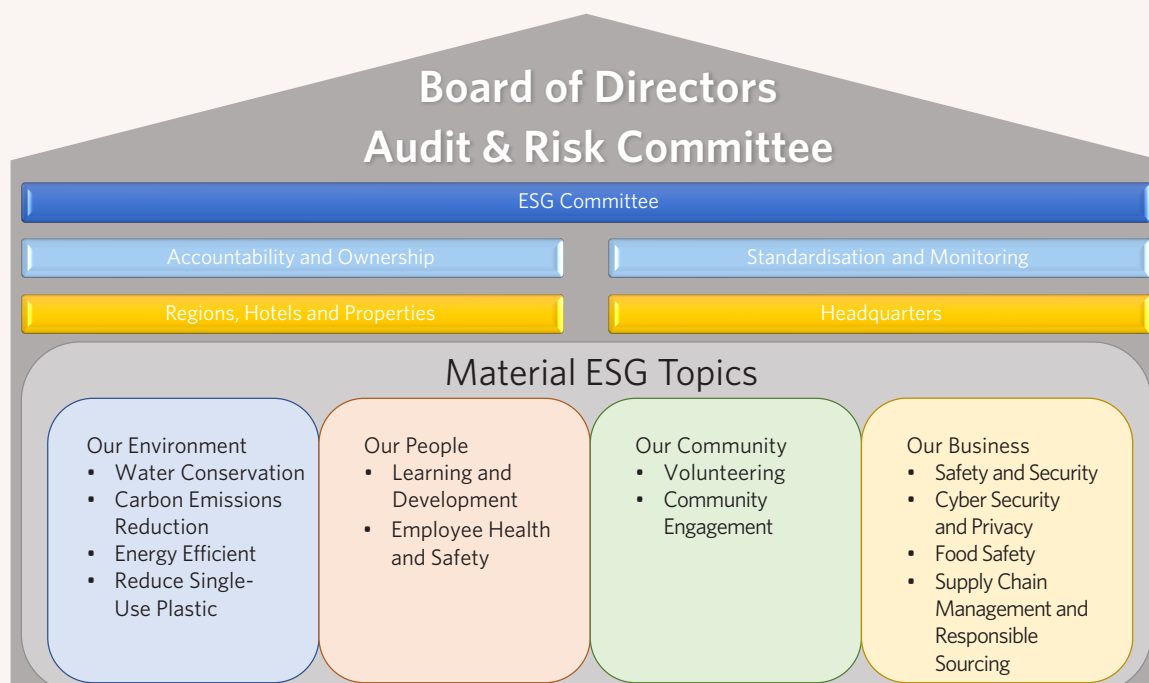 Board of Directors
Audit & Risk Committee
ESG Committee
Accountability and Ownership
Standardisation and Monitoring
Regions, Hotels and Properties
Headquarters
Material ESG Topics
Our Environment
• Water Conservation
• Carbon Emissions
Reduction
• Energy Efficient
• Reduce Single-
Use Plastic
Our People
• Learning and
Development
• Employee Health
and Safety
Our Community
• Volunteering
• Community
Engagement
Our Business
• Safety and Security
• Cyber Security
and Privacy
• Food Safety
• Supply Chain
Management and
Responsible
Sourcing